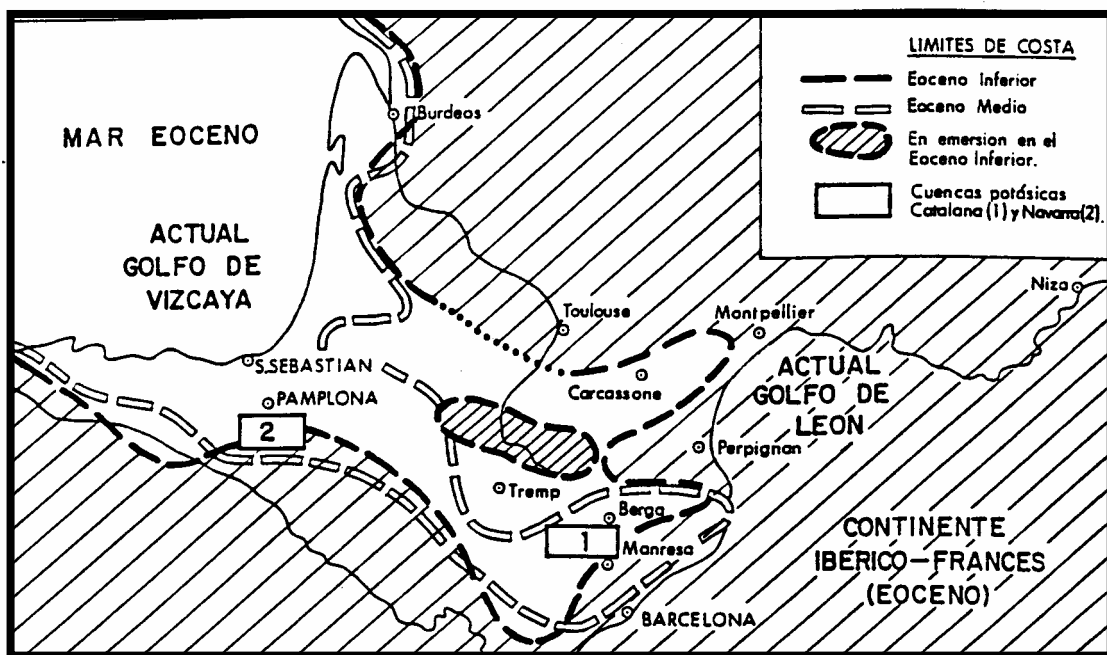 LIMITES DE COSTA
Eoceno Inferior
Eoceno Medio
En emersion en el
Eoceno Inferior.
Cuencas potásicas
Catalana (1) y Navarra(2).
MAR EOCENO
Burdeos
ACTUAL
GOLFO DE
VIZCAYA
Niza
Toulouse
Montpellier
S.SEBASTIAN
Carcassone
ACTUAL
GOLFO DE
LEON
PAMPLONA
2
Perpignan
Tremp
Berga
1
Manresa
CONTINENTE
IBERICO-FRANCES
(EOCENO)
BARCELONA